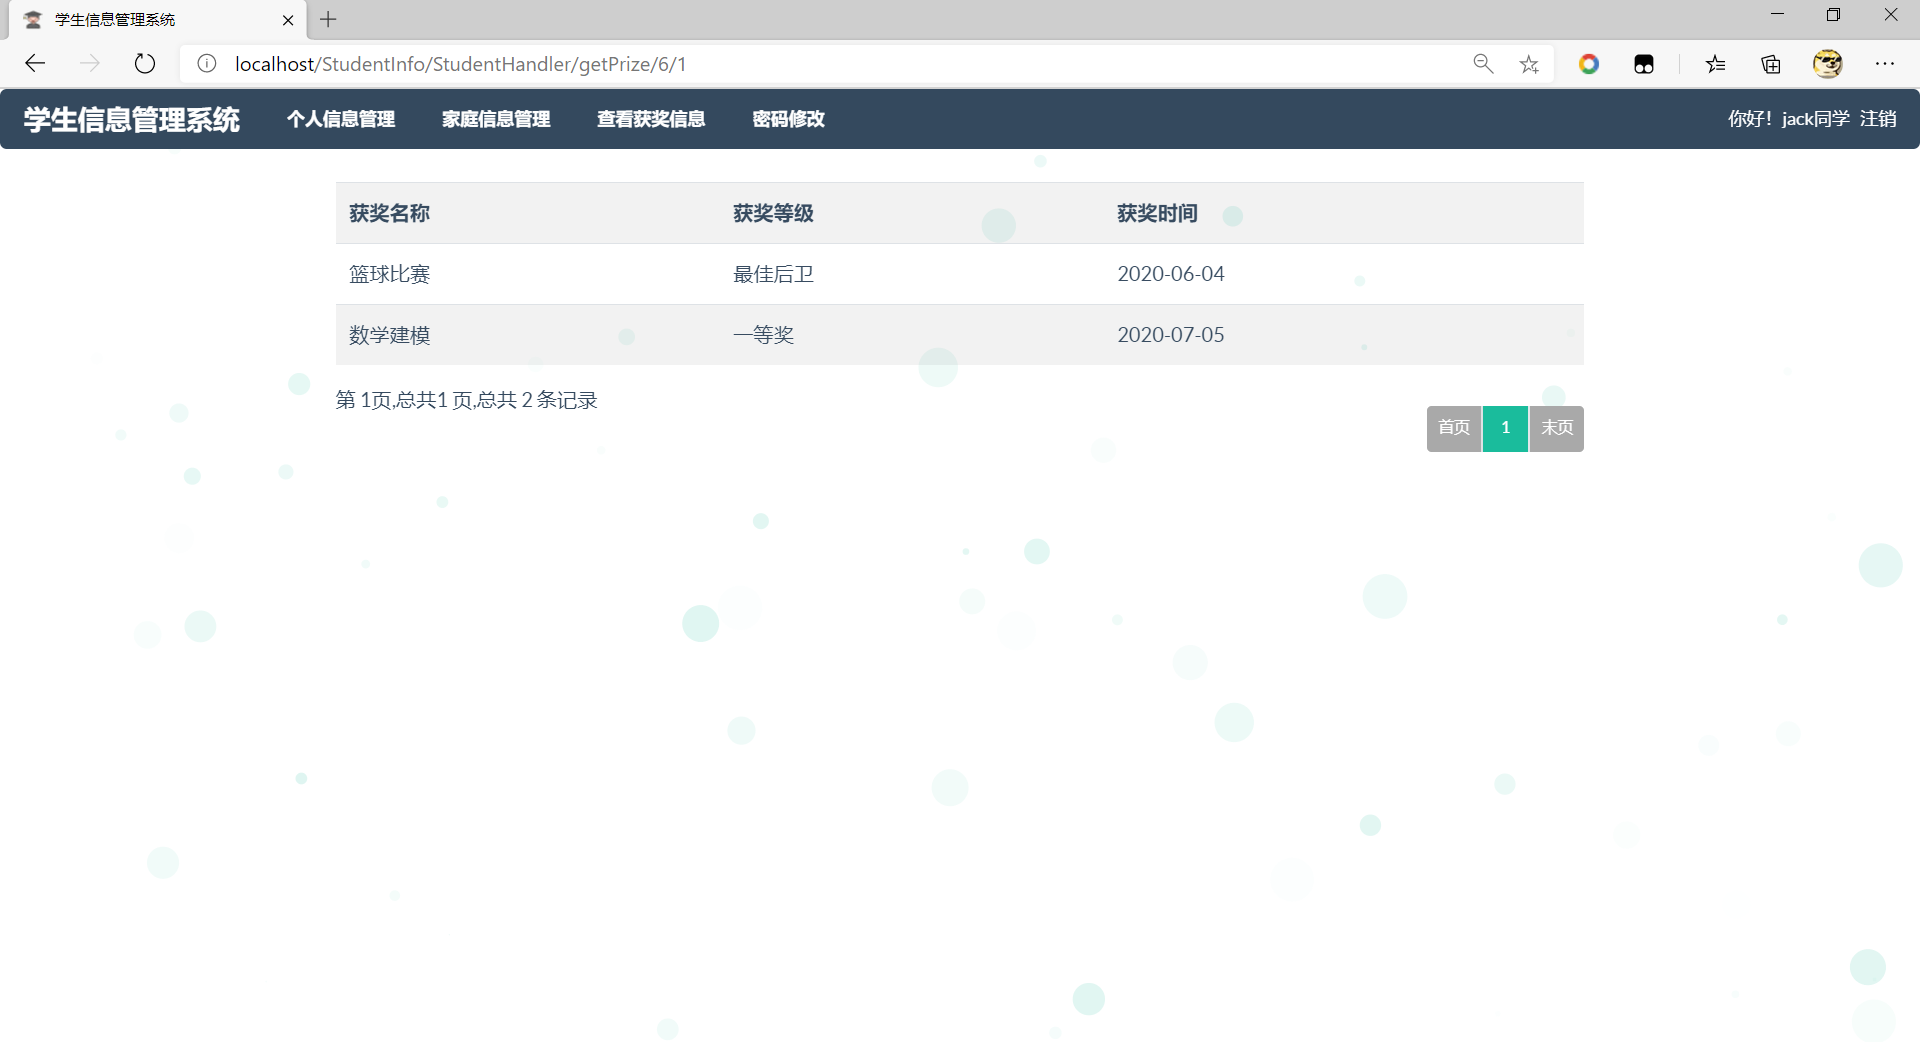 学生信息管理系统
localhost/StudentInfo/StudentHandler/getPrize/6/1
学生信息管理系统 个人信息管理 家庭信息管理 查看获奖信息 密码修改 你好！jack同学 注销
获奖名称 获奖等级 获奖时间
篮球比赛 最佳后卫 2020-06-04
数学建模 一等奖 2020-07-05
第 1页,总共1 页,总共 2 条记录
首页 1 末页